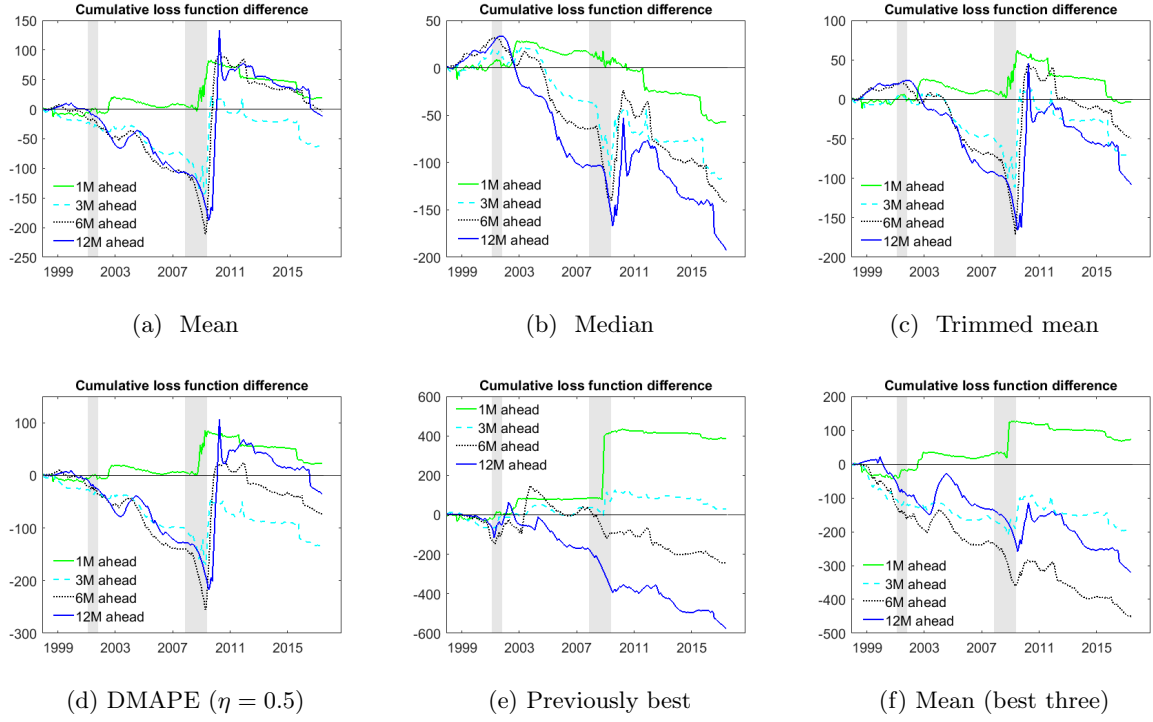 Cumulative loss function difference
150
100
50
0
-50
-100
-150
-200
-250
1M ahead
3M ahead
6M ahead
12M ahead
1999 2003 2007 2011 2015
(a) Mean
Cumulative loss function difference
50
0
-50
-100
-150
-200
1M ahead
3M ahead
6M ahead
12M ahead
1999 2003 2007 2011 2015
(b) Median
Cumulative loss function difference
100
50
0
-50
-100
-150
-200
1M ahead
3M ahead
6M ahead
12M ahead
1999 2003 2007 2011 2015
(c) Trimmed mean
Cumulative loss function difference
100
0
-100
-200
-300
1M ahead
3M ahead
6M ahead
12M ahead
1999 2003 2007 2011 2015
(d) DMAPE (η = 0.5)
Cumulative loss function difference
600
400
200
0
-200
-400
-600
1M ahead
3M ahead
6M ahead
12M ahead
1999 2003 2007 2011 2015
(e) Previously best
Cumulative loss function difference
200
100
0
-100
-200
-300
-400
-500
1M ahead
3M ahead
6M ahead
12M ahead
1999 2003 2007 2011 2015
(f) Mean (best three)